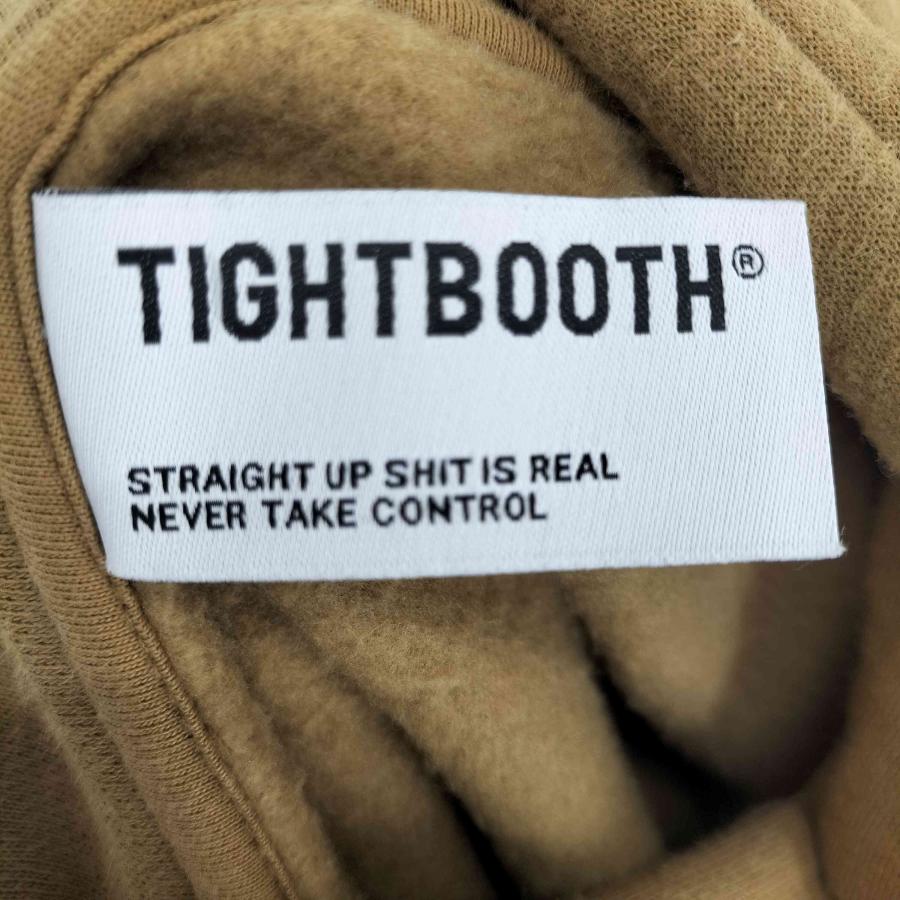 TIGHTBOOTH®
STRAIGHT UP SHIT IS REAL
NEVER TAKE CONTROL